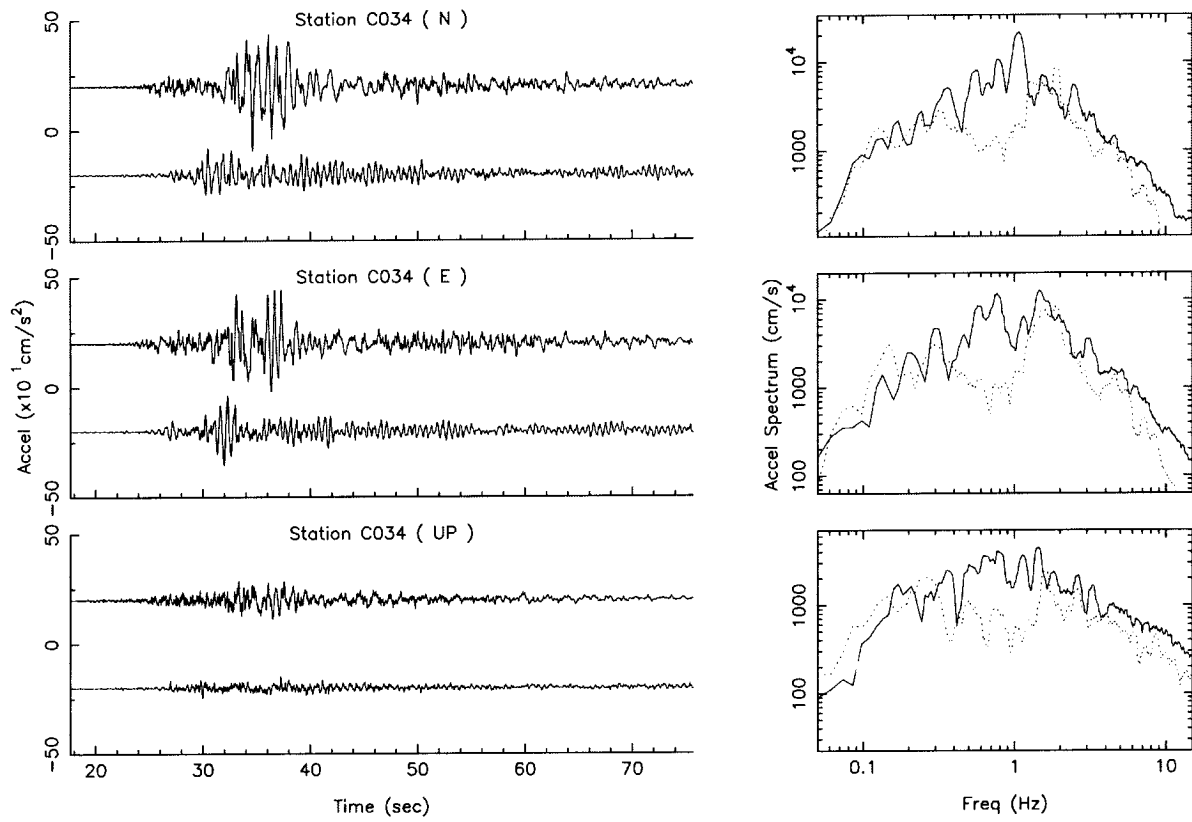 Station C034 ( N )
50
0
−50
10⁴
1000
Station C034 ( E )
50
0
−50
10⁴
1000
100
Station C034 ( UP )
50
0
−50
1000
100
20 30 40 50 60 70
0.1 1 10
Accel (x10 ¹cm/s²)
Accel Spectrum (cm/s)
Time (sec)
Freq (Hz)